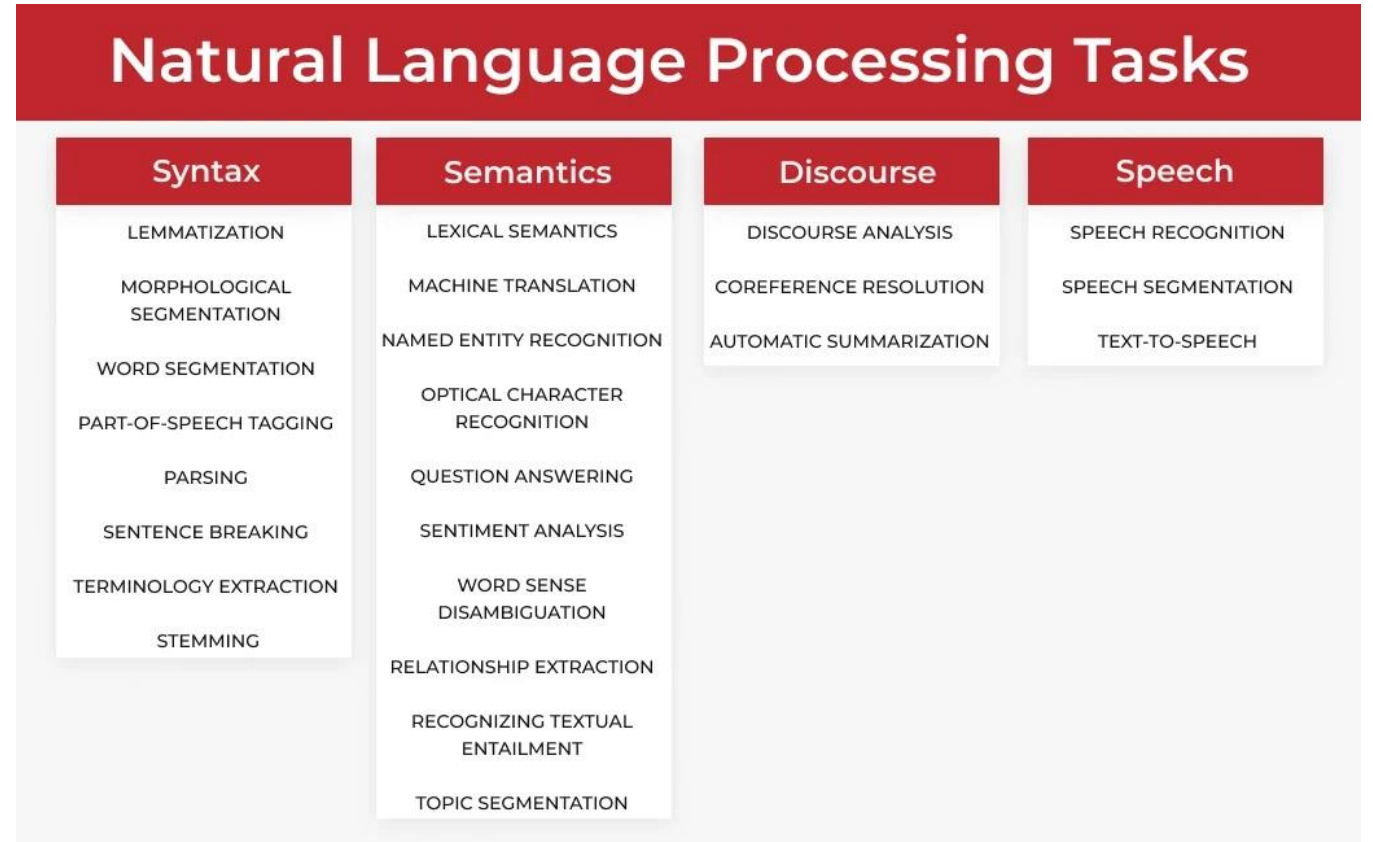 Natural Language Processing Tasks
Syntax
LEMMATIZATION
MORPHOLOGICAL
SEGMENTATION
WORD SEGMENTATION
PART-OF-SPEECH TAGGING
PARSING
SENTENCE BREAKING
TERMINOLOGY EXTRACTION
STEMMING
Semantics
LEXICAL SEMANTICS
MACHINE TRANSLATION
NAMED ENTITY RECOGNITION
OPTICAL CHARACTER
RECOGNITION
QUESTION ANSWERING
SENTIMENT ANALYSIS
WORD SENSE
DISAMBIGUATION
RELATIONSHIP EXTRACTION
RECOGNIZING TEXTUAL
ENTAILMENT
TOPIC SEGMENTATION
Discourse
DISCOURSE ANALYSIS
COREFERENCE RESOLUTION
AUTOMATIC SUMMARIZATION
Speech
SPEECH RECOGNITION
SPEECH SEGMENTATION
TEXT-TO-SPEECH